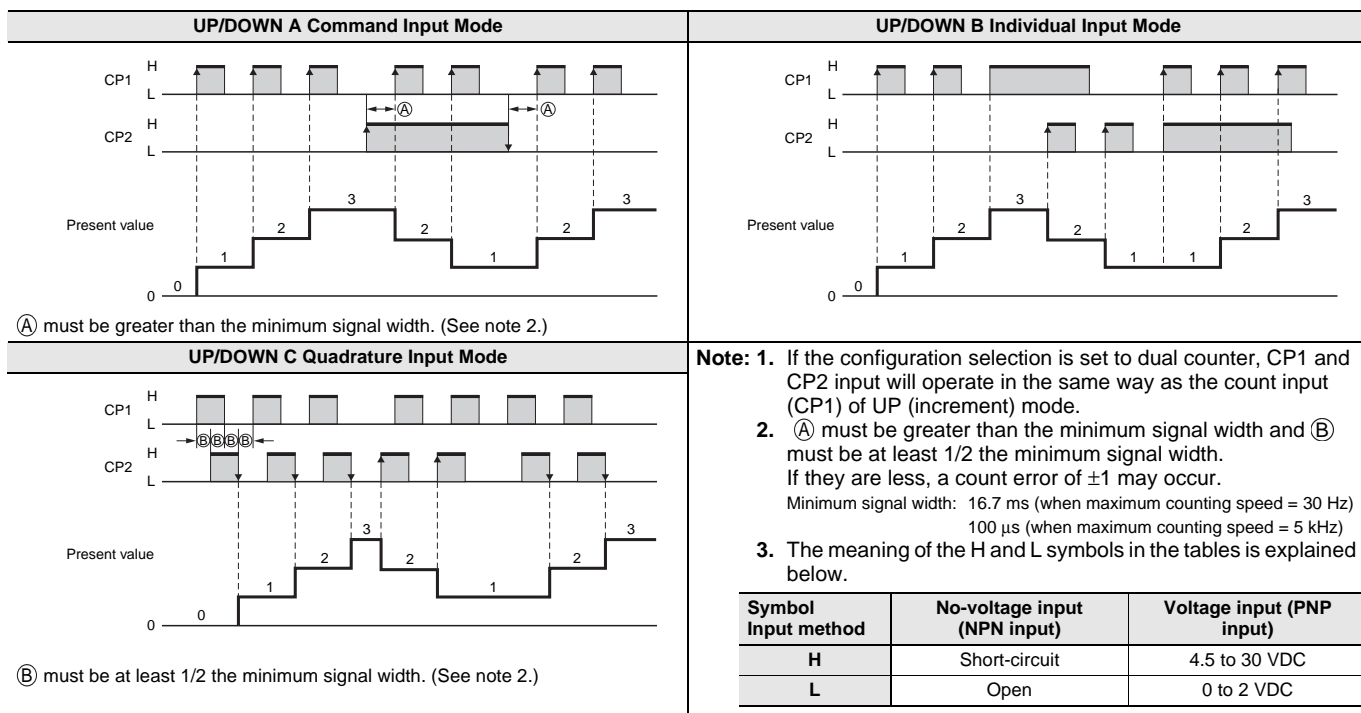 UP/DOWN A Command Input Mode
CP1 H
L
Ⓐ Ⓐ
CP2 H
L
Present value
0 1 2 3 2 1 2 3
0
Ⓐ must be greater than the minimum signal width. (See note 2.)
UP/DOWN B Individual Input Mode
CP1 H
L
CP2 H
L
Present value
0 1 2 3 2 1 1 2 3
0
UP/DOWN C Quadrature Input Mode
CP1 H
L
Ⓑ Ⓑ Ⓑ Ⓑ
CP2 H
L
Present value
0 1 2 3 2 1 2 3
0
Ⓑ must be at least 1/2 the minimum signal width. (See note 2.)
Note: 1. If the configuration selection is set to dual counter, CP1 and
CP2 input will operate in the same way as the count input
(CP1) of UP (increment) mode.
2. Ⓐ must be greater than the minimum signal width and Ⓑ
must be at least 1/2 the minimum signal width.
If they are less, a count error of ±1 may occur.
Minimum signal width: 16.7 ms (when maximum counting speed = 30 Hz)
100 μs (when maximum counting speed = 5 kHz)
3. The meaning of the H and L symbols in the tables is explained
below.
Symbol
Input method
No-voltage input
(NPN input)
Voltage input (PNP
input)
H Short-circuit 4.5 to 30 VDC
L Open 0 to 2 VDC